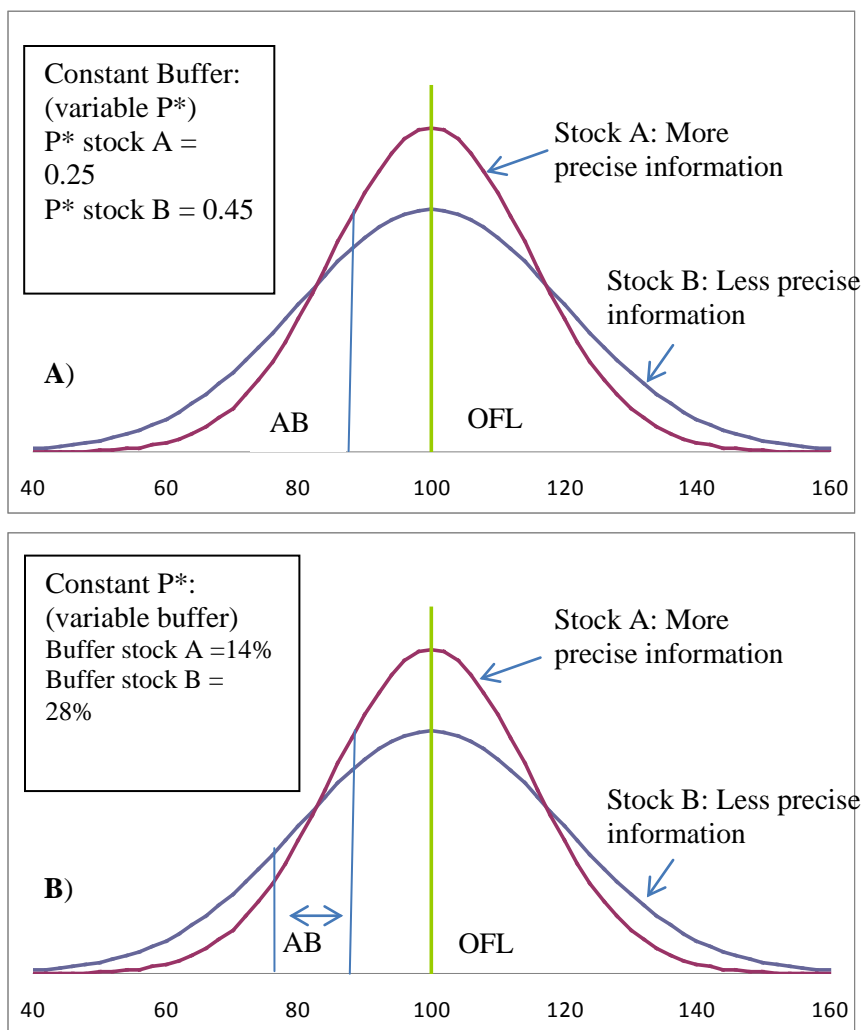 Constant Buffer:
(variable P*)
P* stock A =
0.25
P* stock B = 0.45
Stock A: More
precise information
Stock B: Less precise
information
A)
AB
OFL
40 60 80 100 120 140 160
Constant P*:
(variable buffer)
Buffer stock A =14%
Buffer stock B =
28%
Stock A: More
precise information
Stock B: Less precise
information
B)
AB
OFL
40 60 80 100 120 140 160